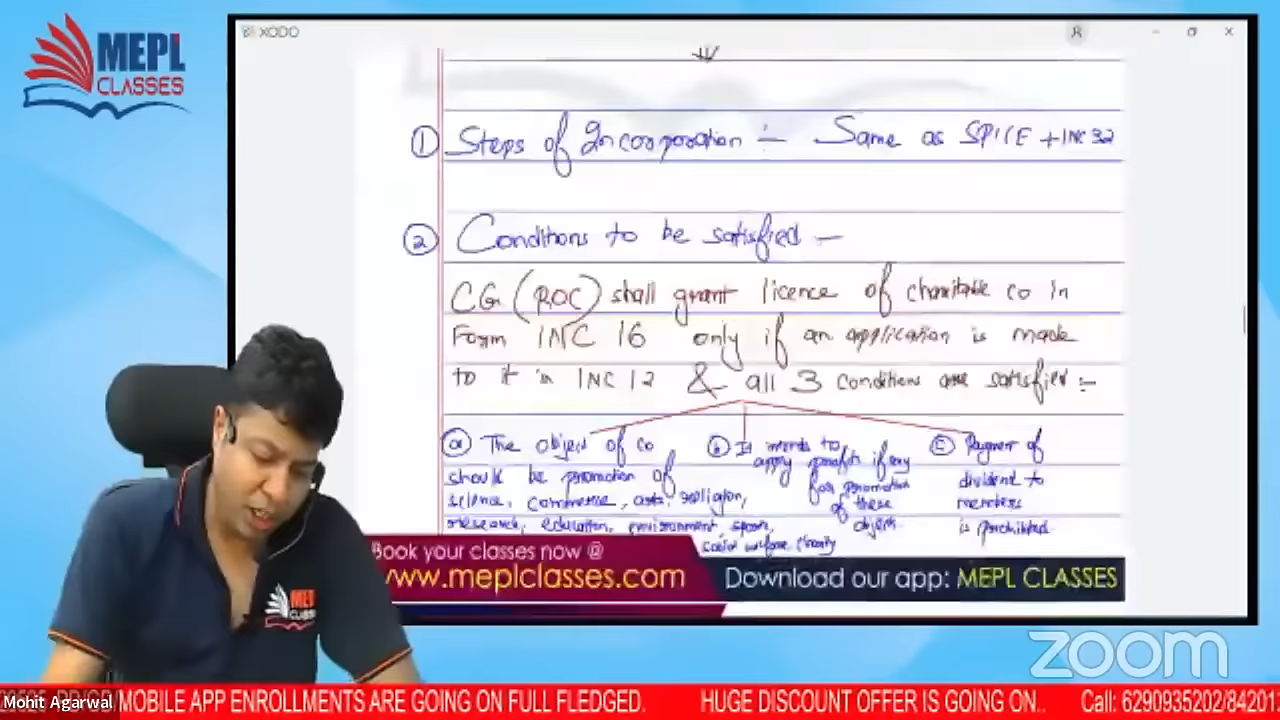 MEPL
CLASSES
XODO
① Steps of Incorporation :- Same as SPICE + INC 32
② Conditions to be satisfied -
CG (ROC) shall grant licence of charitable co in
Form INC 16 only if an application is made
to it in INC 12 & all 3 conditions are satisfied :-
ⓐ The object of co
should be promotion of
science, commerce, arts, religion,
research, education, environment sports,
social welfare charity
ⓑ It intends to
apply profits if any
for promotion
of these
objects
ⓒ Payment of
dividend to
members
is prohibited
Book your classes now @
www.meplclasses.com
Download our app: MEPL CLASSES
zoom
Mohit Agarwal
MOBILE APP ENROLLMENTS ARE GOING ON FULL FLEDGED. HUGE DISCOUNT OFFER IS GOING ON.. Call: 6290935202/84201